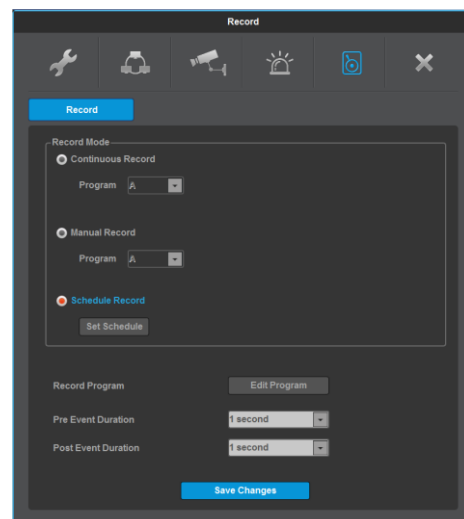 Record
Record
Record Mode
Continuous Record
Program A
Manual Record
Program A
Schedule Record
Set Schedule
Record Program Edit Program
Pre Event Duration 1 second
Post Event Duration 1 second
Save Changes